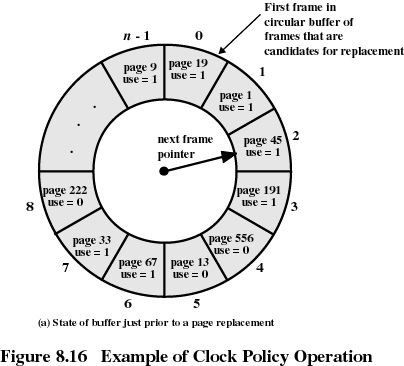 First frame in
circular buffer of
frames that are
candidates for replacement
n - 1
0
page 9
use = 1
page 19
use = 1
1
page 1
use = 1
2
page 45
use = 1
next frame
pointer
page 222
use = 0
page 191
use = 1
8
3
page 33
use = 1
page 556
use = 0
7
4
page 67
use = 1
page 13
use = 0
6
5
(a) State of buffer just prior to a page replacement
Figure 8.16 Example of Clock Policy Operation